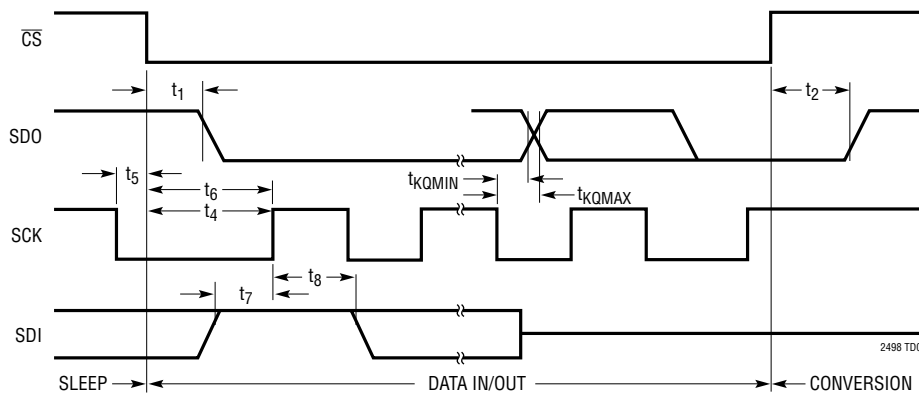 CS
t1
t2
SDO
t5
t6
tKQMIN
t4
tKQMAX
SCK
t8
t7
SDI
2498 TD0
SLEEP
DATA IN/OUT
CONVERSION